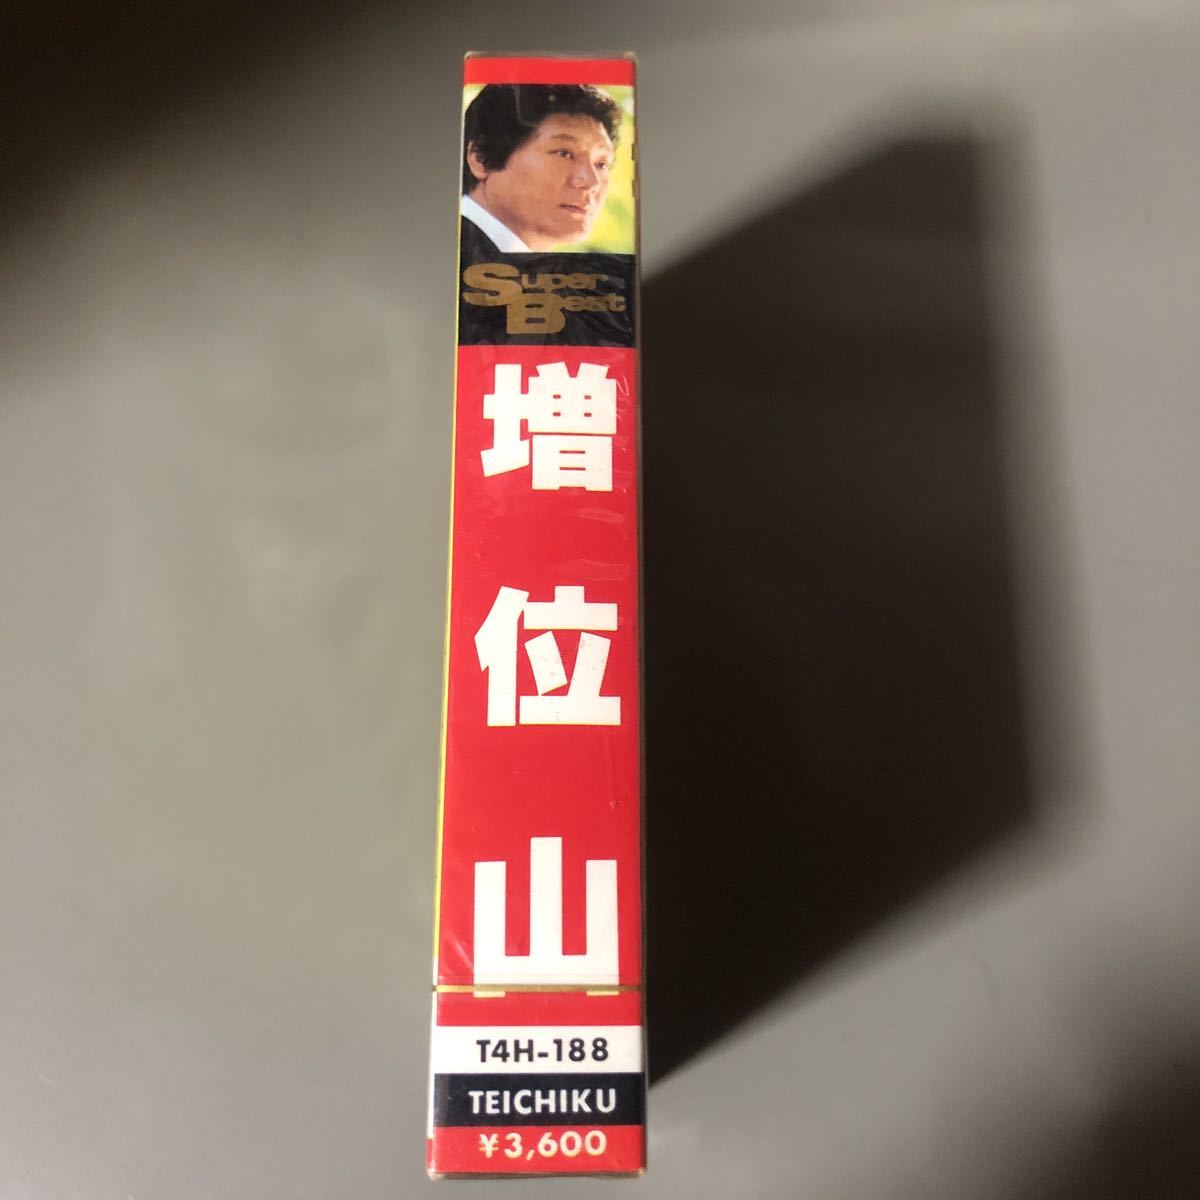 Super
Best
増位山
T4H-188
TEICHIKU
¥3,600